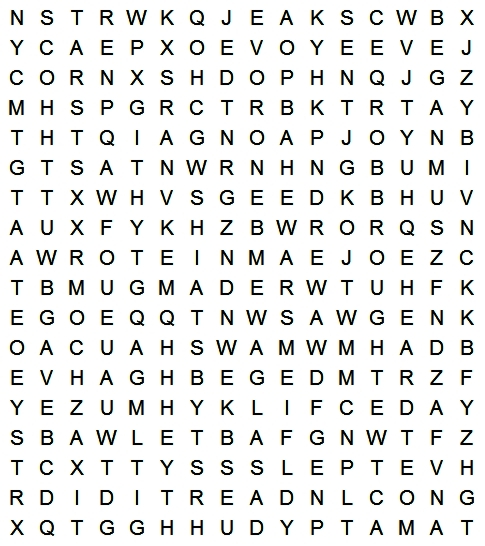 N S T R W K Q J E A K S C W B X
Y C A E P X O E V O Y E E V E J
C O R N X S H D O P H N Q J G Z
M H S P G R C T R B K T R T A Y
T H T Q I A G N O A P J O Y N B
G T S A T N W R N H N G B U M I
T T X W H V S G E E D K B H U V
A U X F Y K H Z B W R O R Q S N
A W R O T E I N M A E J O E Z C
T B M U G M A D E R W T U H F K
E G O E Q Q T N W S A W G E N K
O A C U A H S W A M W M H A D B
E V H A G H B E G E D M T R Z F
Y E Z U M H Y K L I F C E D A Y
S B A W L E T B A F G N W T F Z
T C X T T Y S S S L E P T E V H
R D I D I T R E A D N L C O N G
X Q T G G H H U D Y P T A M A T